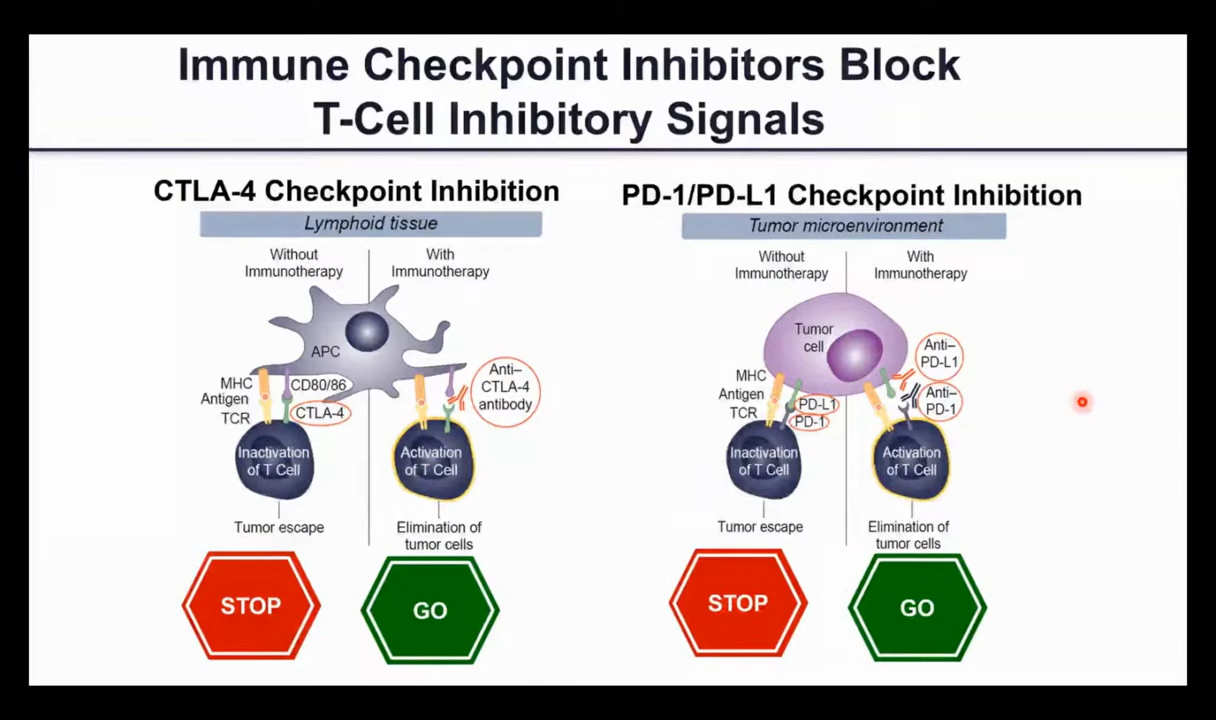 Immune Checkpoint Inhibitors Block
T-Cell Inhibitory Signals
CTLA-4 Checkpoint Inhibition
Lymphoid tissue
Without
Immunotherapy
With
Immunotherapy
APC
MHC
Antigen
TCR
CD80/86
CTLA-4
Anti–
CTLA-4
antibody
Inactivation
of T Cell
Activation
of T Cell
Tumor escape
Elimination of
tumor cells
STOP
GO
PD-1/PD-L1 Checkpoint Inhibition
Tumor microenvironment
Without
Immunotherapy
With
Immunotherapy
Tumor
cell
MHC
Antigen
TCR
PD-L1
PD-1
Anti–
PD-L1
Anti–
PD-1
Inactivation
of T Cell
Activation
of T Cell
Tumor escape
Elimination of
tumor cells
STOP
GO